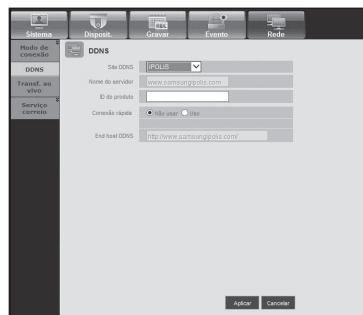 Sistema Disposit. Gravar Evento Rede
REC
Modo de conexão
DDNS
Transf. ao vivo
Serviço correio
DDNS
Site DDNS iPOLIS
Nome do servidor www.samsungipolis.com
ID do produto
Conexão rápida Não usar Uso
End host DDNS http://www.samsungipolis.com/
Aplicar Cancelar